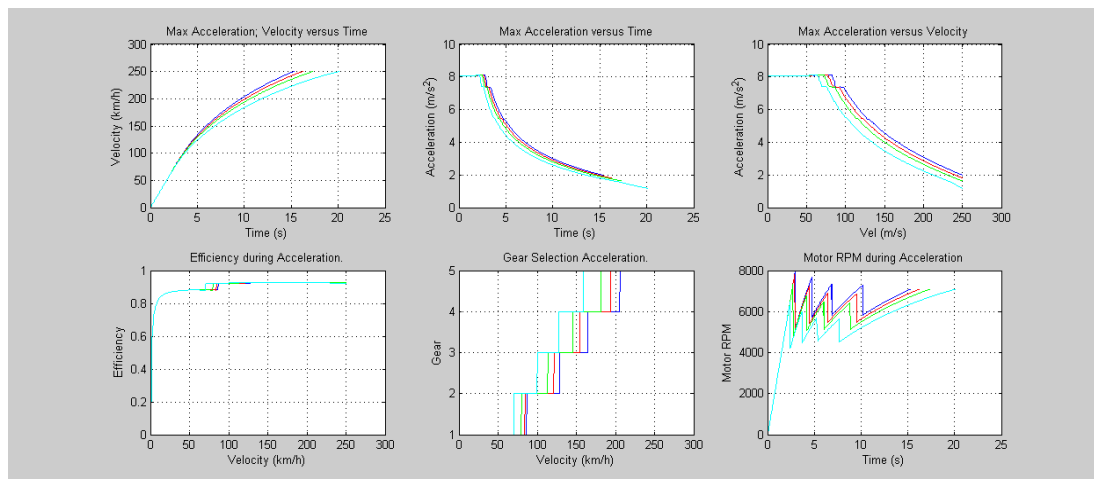 Max Acceleration; Velocity versus Time
300
250
200
150
100
50
0
Velocity (km/h)
0 5 10 15 20 25
Time (s)
Max Acceleration versus Time
10
8
6
4
2
0
Acceleration (m/s²)
0 5 10 15 20 25
Time (s)
Max Acceleration versus Velocity
10
8
6
4
2
0
Acceleration (m/s²)
0 50 100 150 200 250 300
Vel (m/s)
Efficiency during Acceleration.
1
0.8
0.6
0.4
0.2
0
Efficiency
0 50 100 150 200 250 300
Velocity (km/h)
Gear Selection Acceleration.
5
4
3
2
1
Gear
0 50 100 150 200 250 300
Velocity (km/h)
Motor RPM during Acceleration
8000
6000
4000
2000
0
Motor RPM
0 5 10 15 20 25
Time (s)